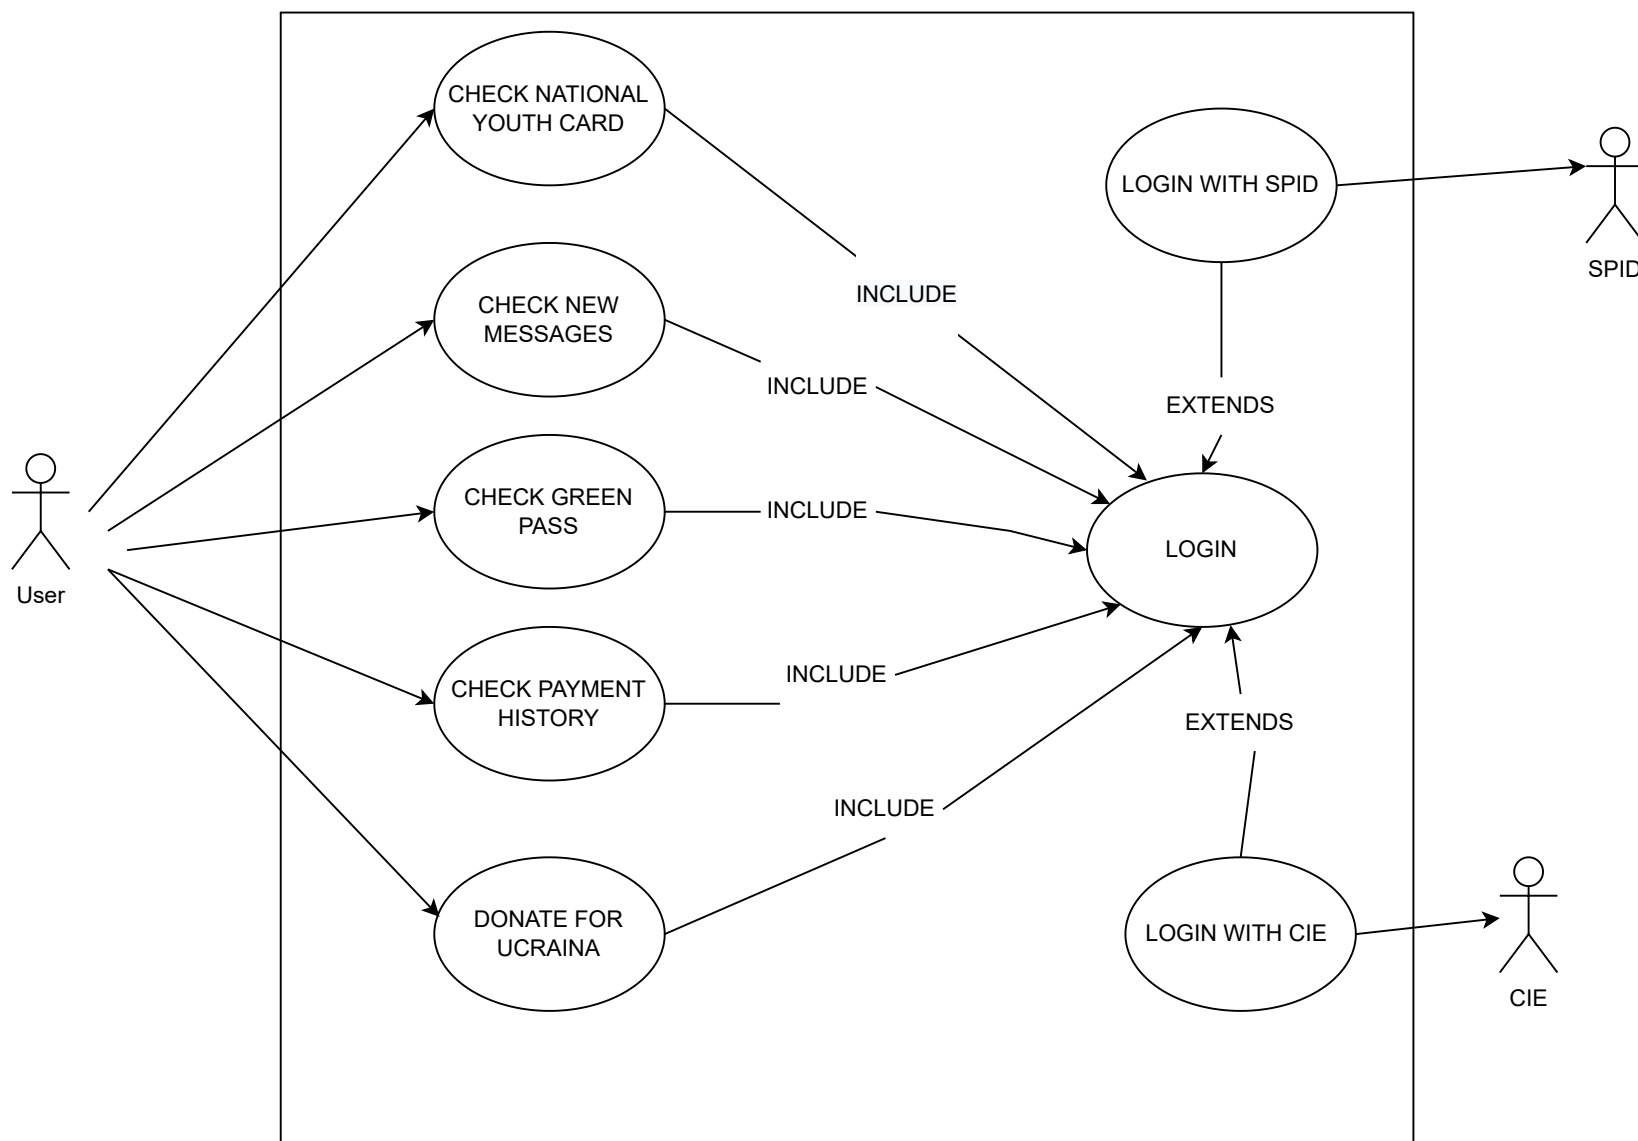 CHECK NATIONAL
YOUTH CARD
LOGIN WITH SPID
SPID
INCLUDE
CHECK NEW
MESSAGES
INCLUDE
EXTENDS
User
CHECK GREEN
PASS
INCLUDE
LOGIN
CHECK PAYMENT
HISTORY
INCLUDE
EXTENDS
INCLUDE
DONATE FOR
UCRAINA
LOGIN WITH CIE
CIE